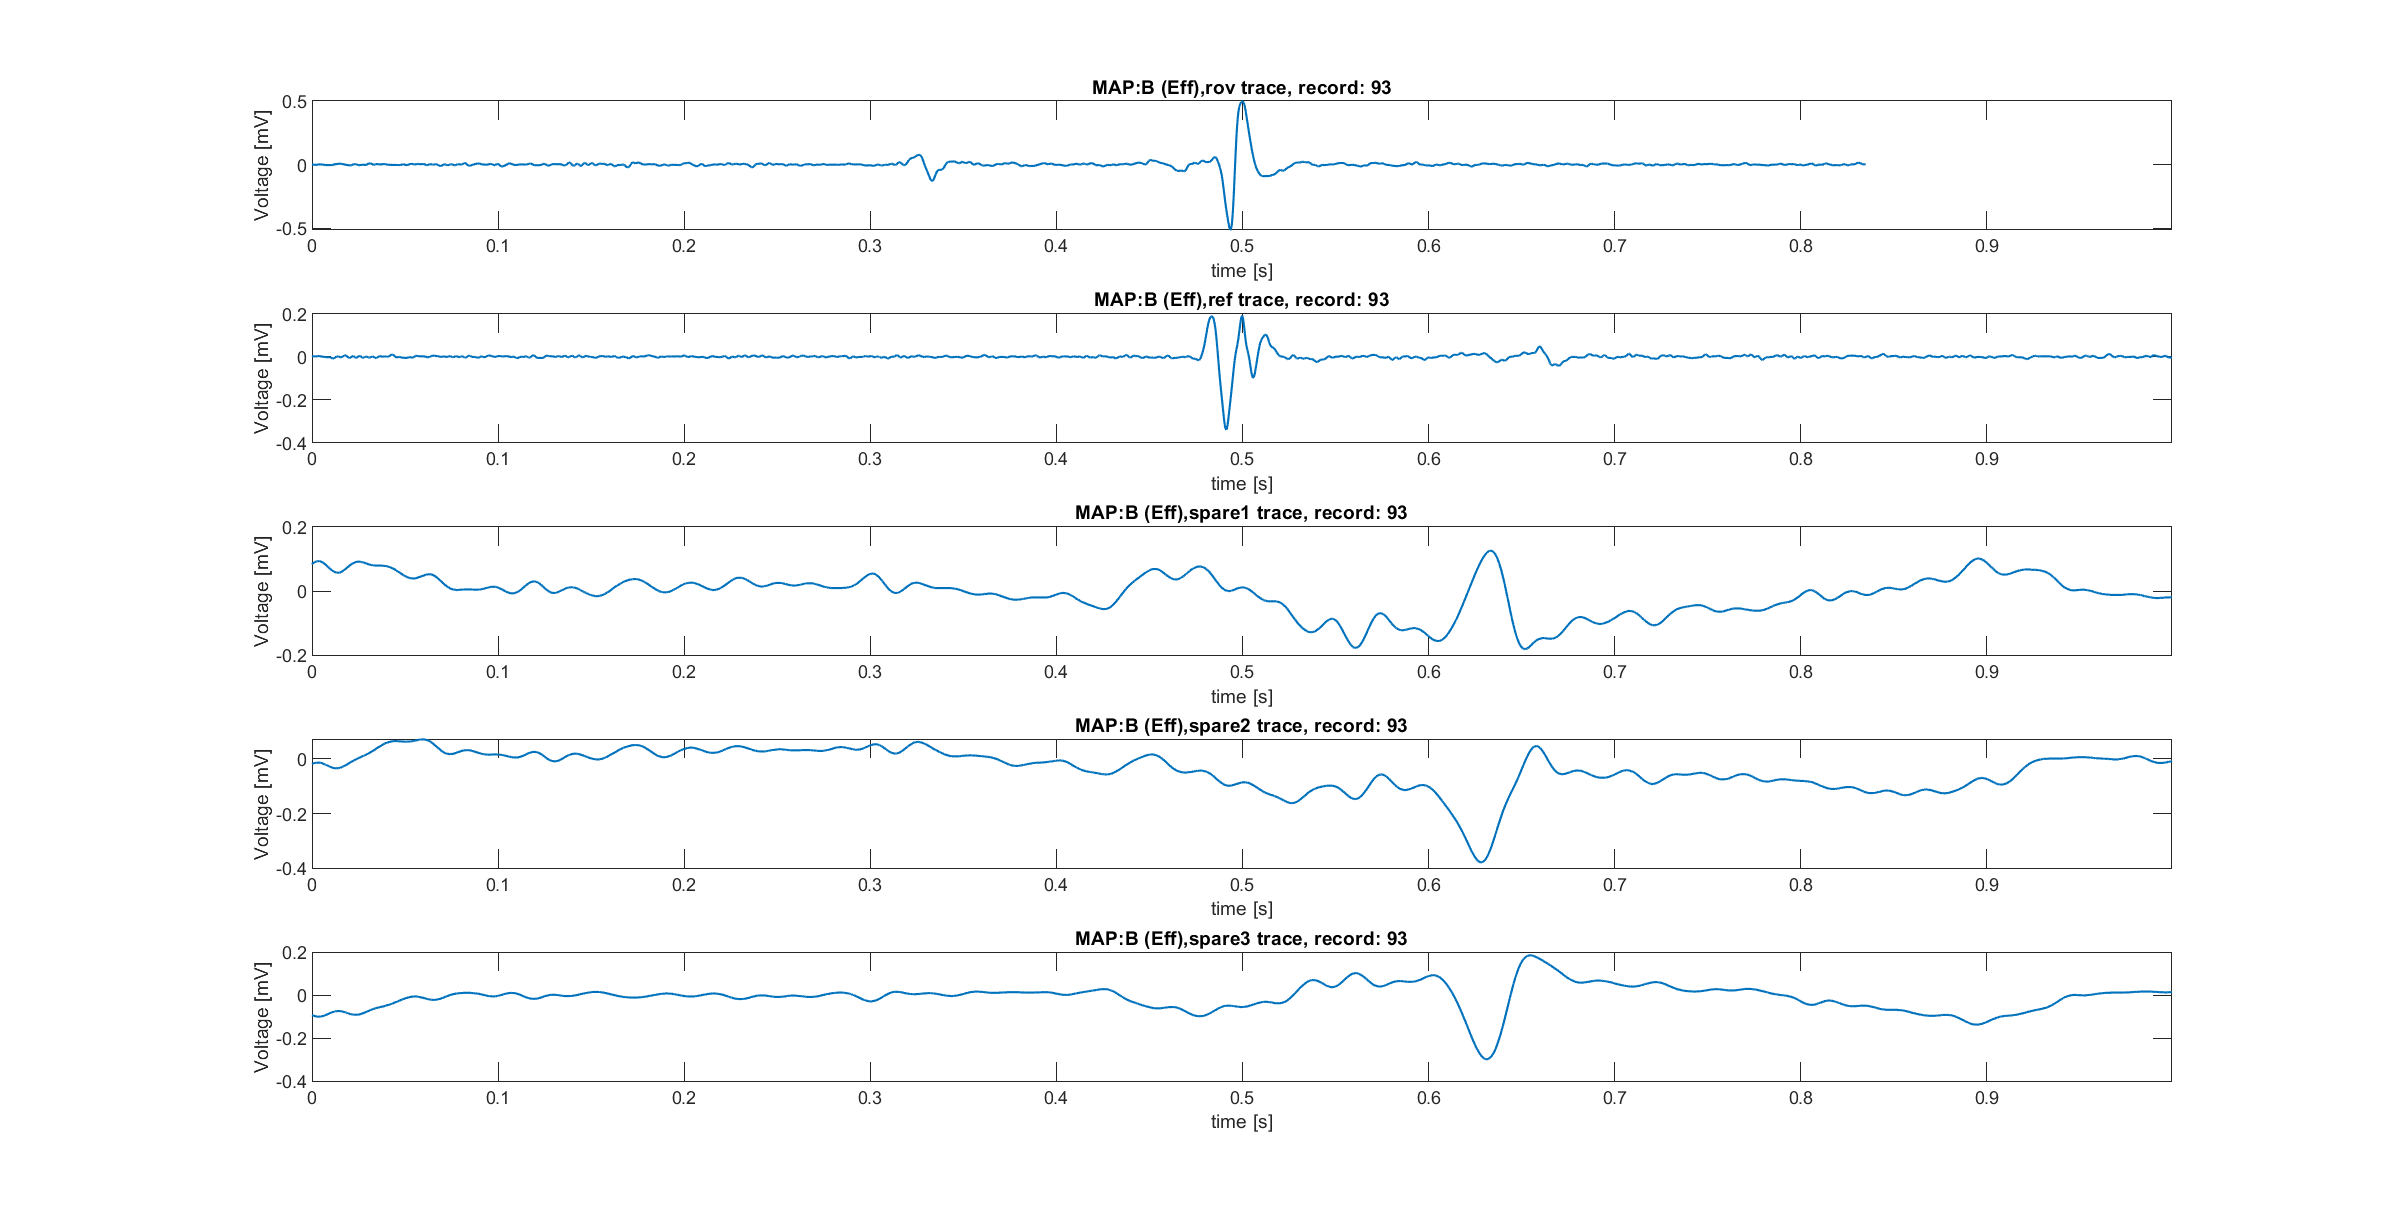 MAP:B (Eff),rov trace, record: 93
Voltage [mV]
0.5
0
-0.5
0 0.1 0.2 0.3 0.4 0.5 0.6 0.7 0.8 0.9
time [s]
MAP:B (Eff),ref trace, record: 93
Voltage [mV]
0.2
0
-0.2
-0.4
0 0.1 0.2 0.3 0.4 0.5 0.6 0.7 0.8 0.9
time [s]
MAP:B (Eff),spare1 trace, record: 93
Voltage [mV]
0.2
0
-0.2
0 0.1 0.2 0.3 0.4 0.5 0.6 0.7 0.8 0.9
time [s]
MAP:B (Eff),spare2 trace, record: 93
Voltage [mV]
0
-0.2
-0.4
0 0.1 0.2 0.3 0.4 0.5 0.6 0.7 0.8 0.9
time [s]
MAP:B (Eff),spare3 trace, record: 93
Voltage [mV]
0.2
0
-0.2
-0.4
0 0.1 0.2 0.3 0.4 0.5 0.6 0.7 0.8 0.9
time [s]